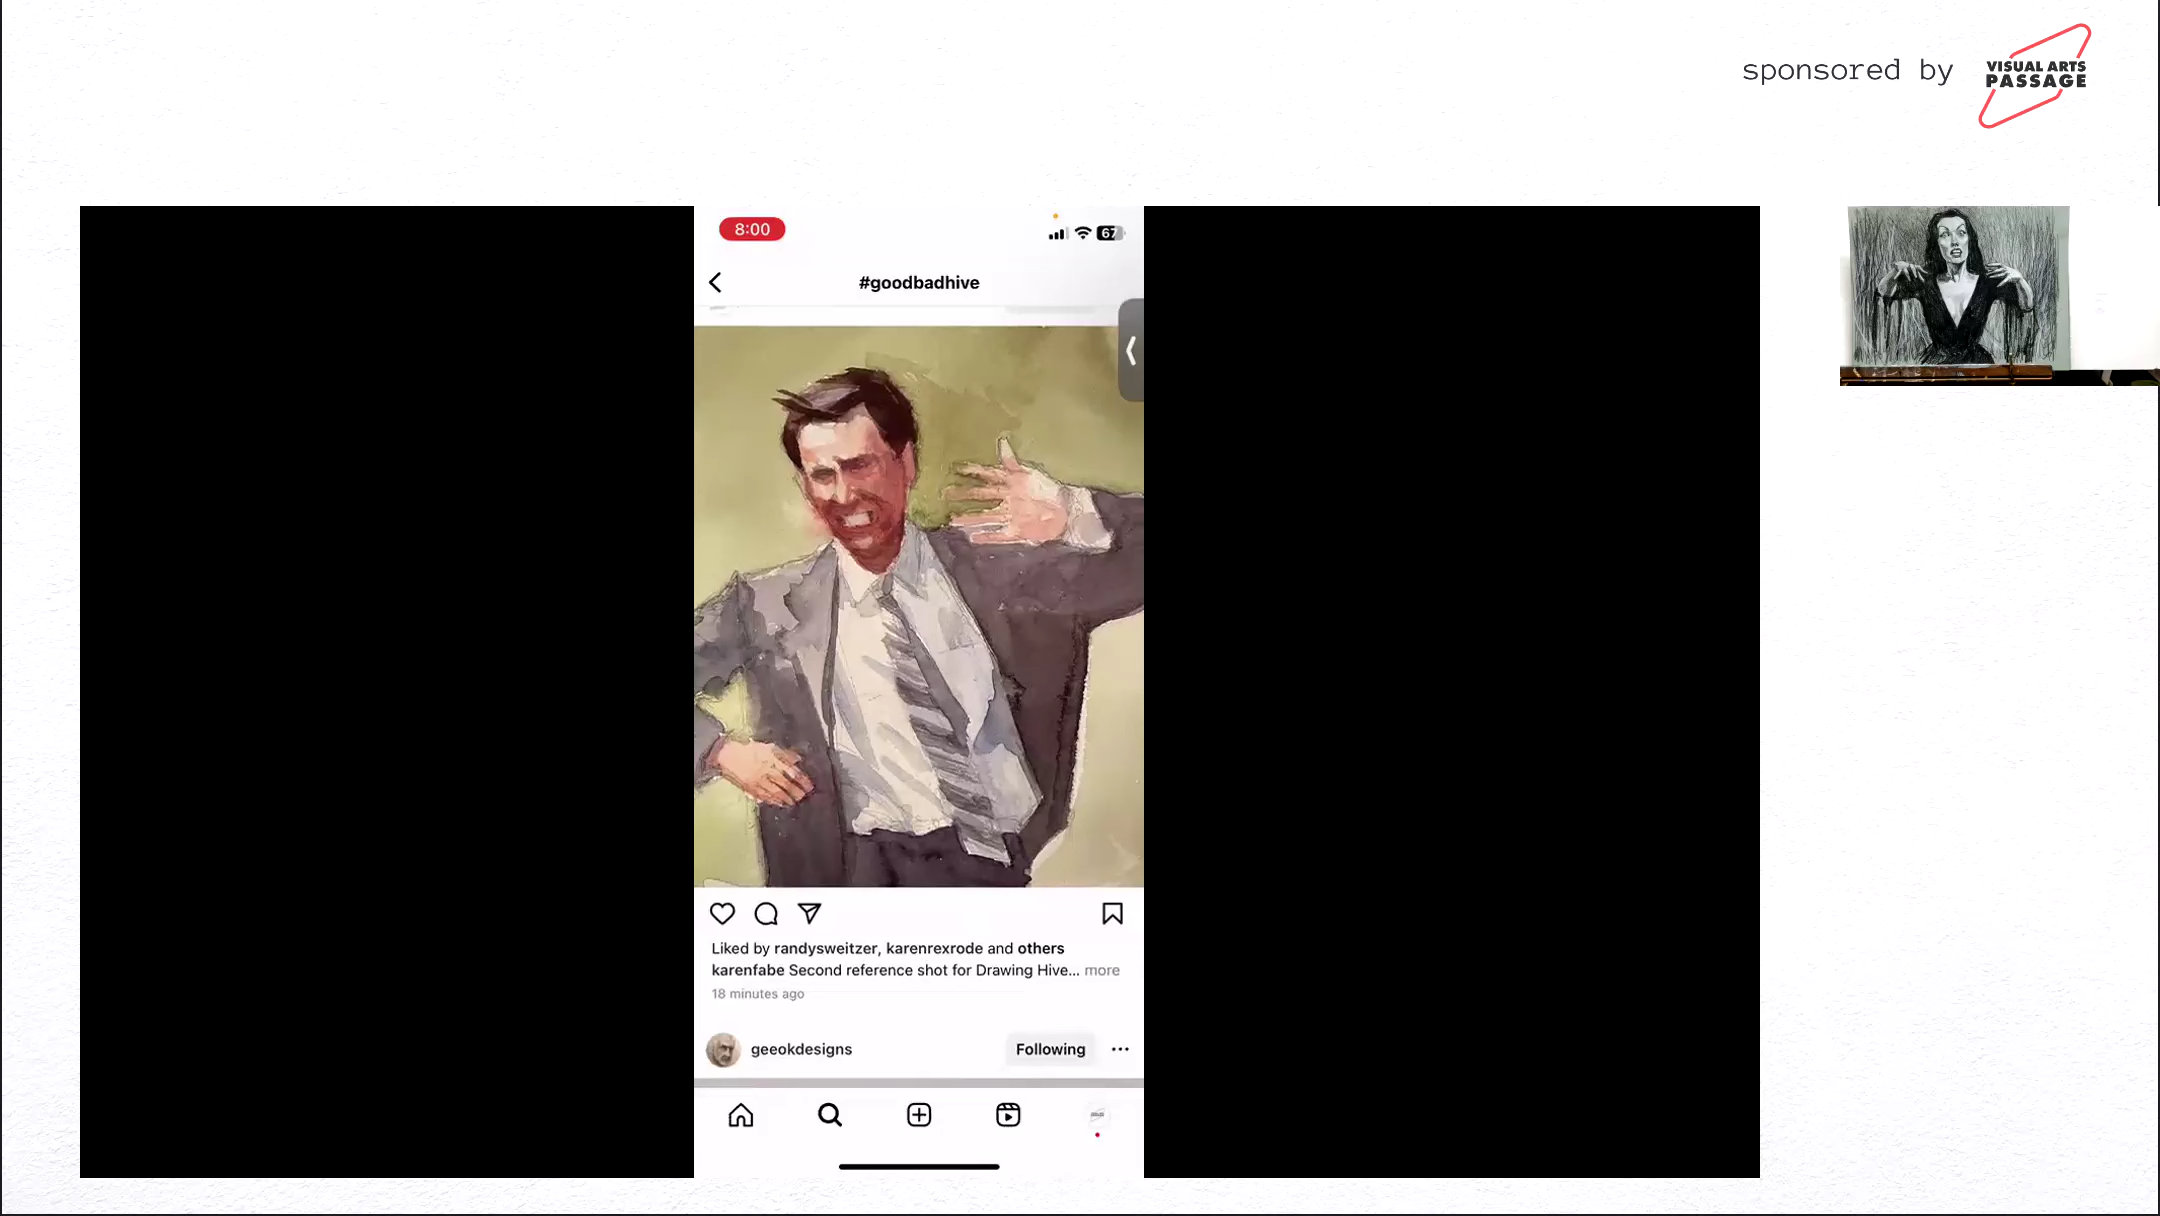 sponsored by
VISUAL ARTS
PASSAGE
8:00
67
#goodbadhive
Liked by randysweitzer, karenrexrode and others
karenfabe Second reference shot for Drawing Hive... more
18 minutes ago
geeokdesigns
Following